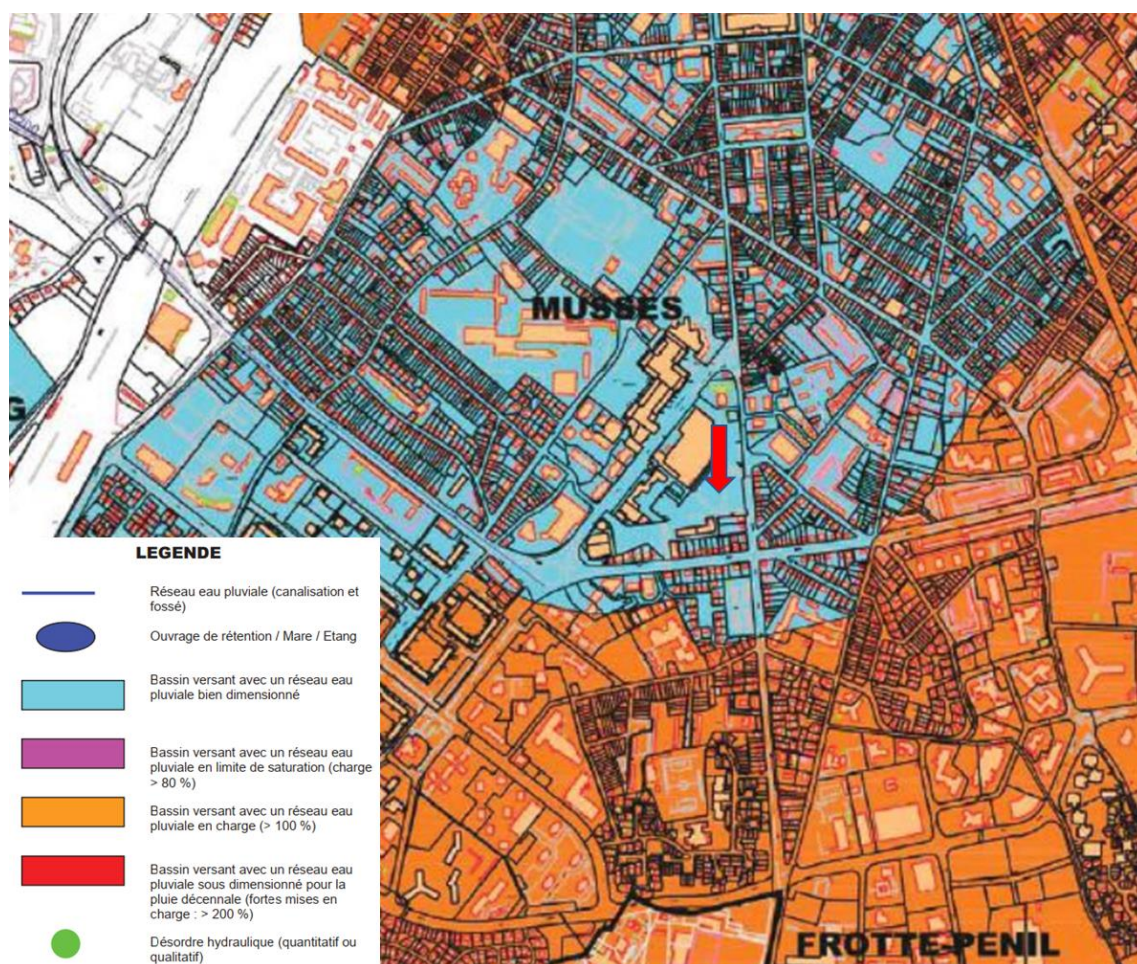 MUSSES
G
LEGENDE
Réseau eau pluviale (canalisation et
fossé)
Ouvrage de rétention / Mare / Etang
Bassin versant avec un réseau eau
pluviale bien dimensionné
Bassin versant avec un réseau eau
pluviale en limite de saturation (charge
> 80 %)
Bassin versant avec un réseau eau
pluviale en charge (> 100 %)
Bassin versant avec un réseau eau
pluviale sous dimensionné pour la
pluie décennale (fortes mises en
charge : > 200 %)
Désordre hydraulique (quantitatif ou
qualitatif)
FROTTE-PENIL